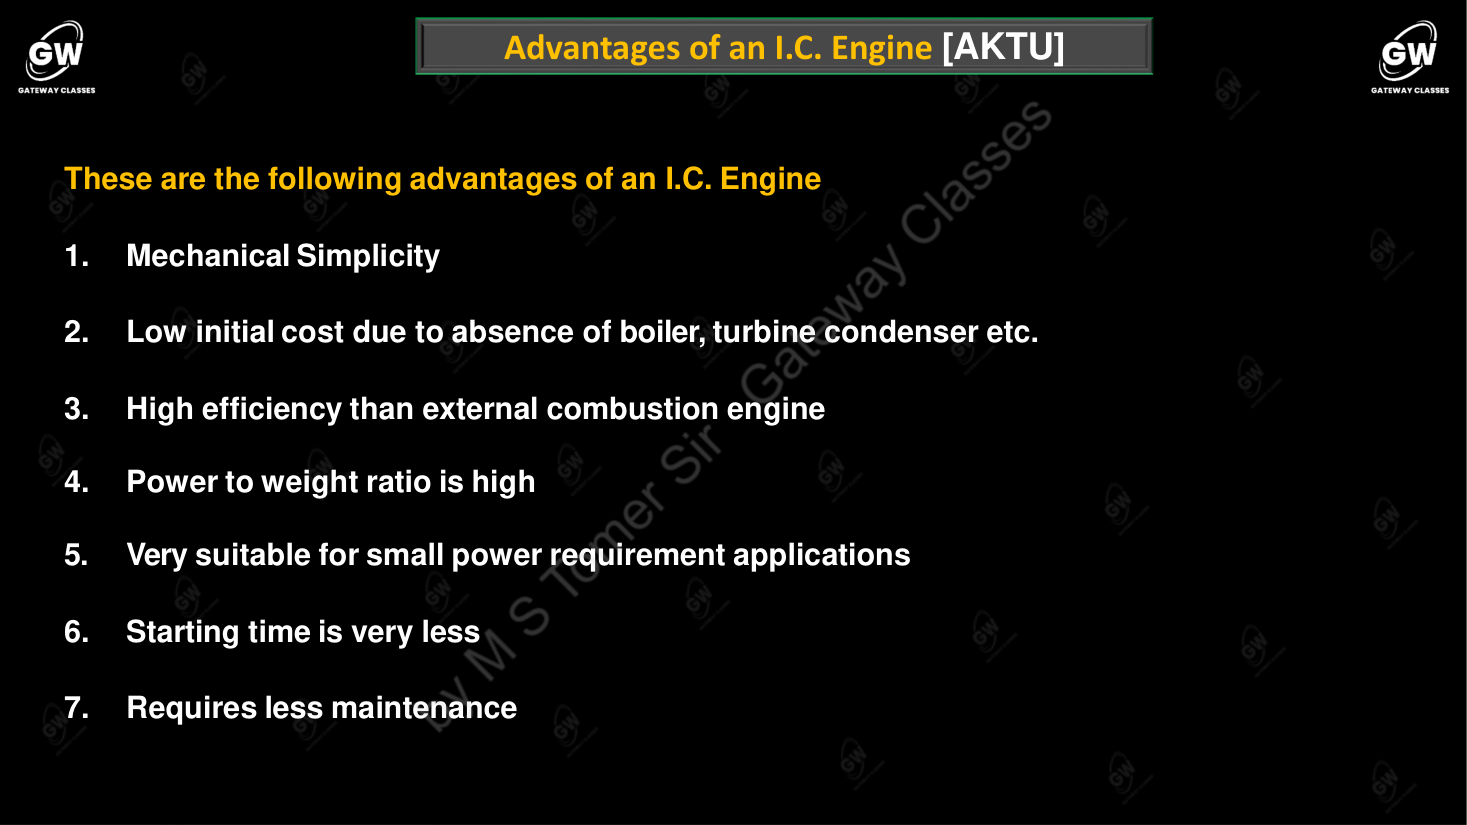 GW
GATEWAY CLASSES
Advantages of an I.C. Engine [AKTU]
GW
GATEWAY CLASSES
These are the following advantages of an I.C. Engine
1. Mechanical Simplicity
2. Low initial cost due to absence of boiler, turbine condenser etc.
3. High efficiency than external combustion engine
4. Power to weight ratio is high
5. Very suitable for small power requirement applications
6. Starting time is very less
7. Requires less maintenance
by M S Tomer Sir Gateway Classes